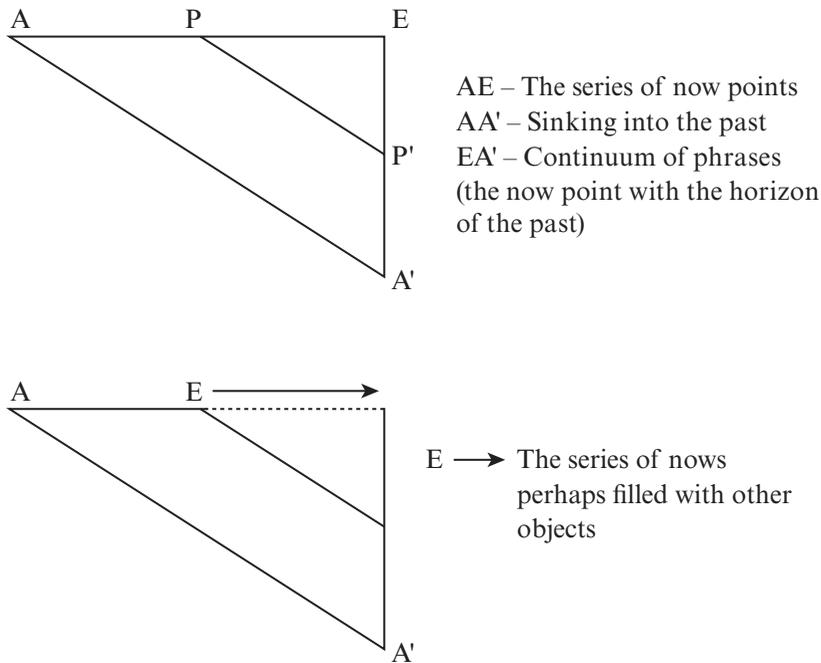 A P E
AE – The series of now points
AA' – Sinking into the past
P'
EA' – Continuum of phrases
(the now point with the horizon
of the past)
A'
A E
E The series of nows
perhaps filled with other
objects
A'